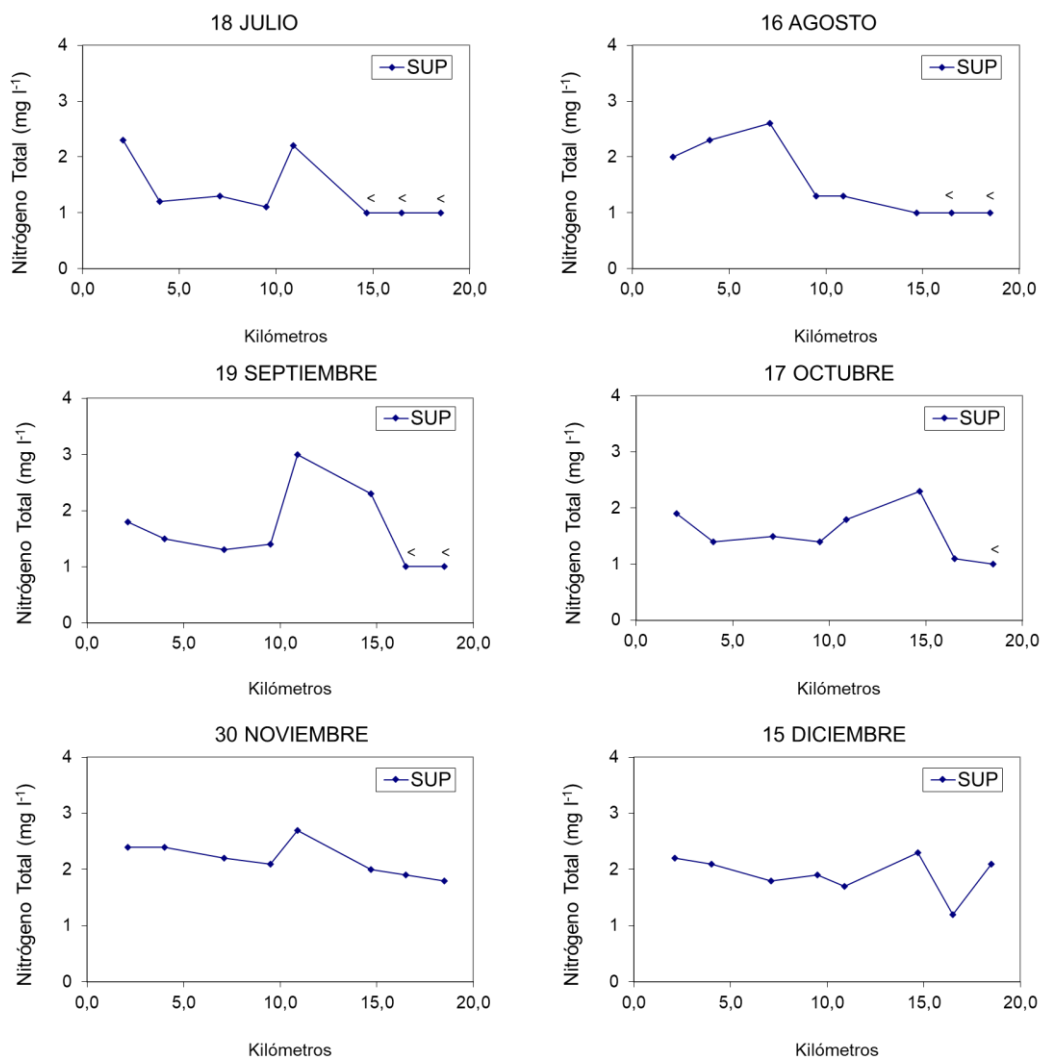 18 JULIO
4
3
2
1
0
Nitrógeno Total (mg l-1)
SUP
< < <
0,0 5,0 10,0 15,0 20,0
Kilómetros
16 AGOSTO
4
3
2
1
0
Nitrógeno Total (mg l-1)
SUP
< <
0,0 5,0 10,0 15,0 20,0
Kilómetros
19 SEPTIEMBRE
4
3
2
1
0
Nitrógeno Total (mg l-1)
SUP
< <
0,0 5,0 10,0 15,0 20,0
Kilómetros
17 OCTUBRE
4
3
2
1
0
Nitrógeno Total (mg l-1)
SUP
<
0,0 5,0 10,0 15,0 20,0
Kilómetros
30 NOVIEMBRE
4
3
2
1
0
Nitrógeno Total (mg l-1)
SUP
0,0 5,0 10,0 15,0 20,0
Kilómetros
15 DICIEMBRE
4
3
2
1
0
Nitrógeno Total (mg l-1)
SUP
0,0 5,0 10,0 15,0 20,0
Kilómetros